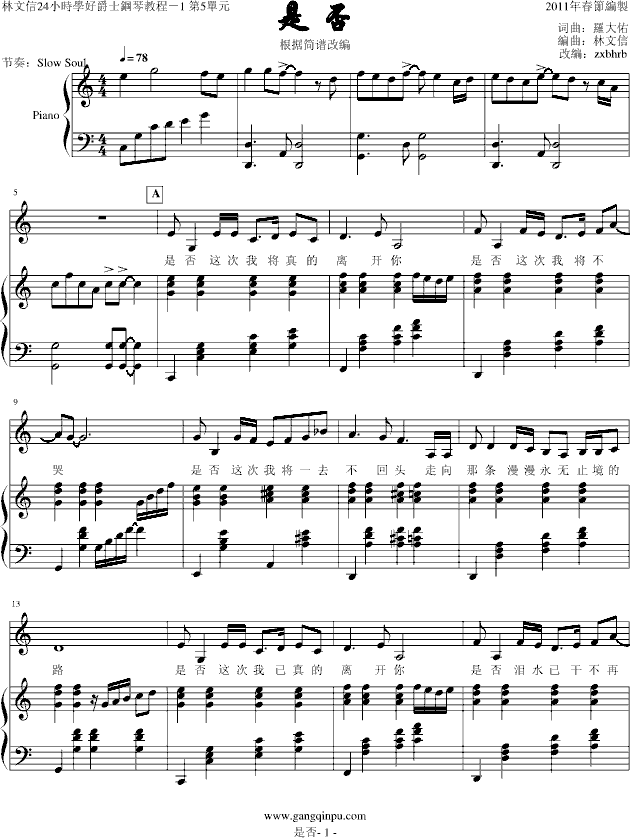 林文信24小時學好爵士鋼琴教程－1 第5單元
是 否
2011年春節編製
根据简谱改编
词曲：羅大佑
编曲：林文信
改编：zxbhrb
节奏：Slow Soul
♩ = 78
Piano
5
A
是 否 这 次 我 将 真 的 离 开 你 是 否 这 次 我 将 不
9
哭 是 否 这 次 我 将 一 去 不 回 头 走 向 那 条 漫 漫 永 无 止 境 的
13
路 是 否 这 次 我 已 真 的 离 开 你 是 否 泪 水 已 干 不 再
www.gangqinpu.com
是否- 1 -